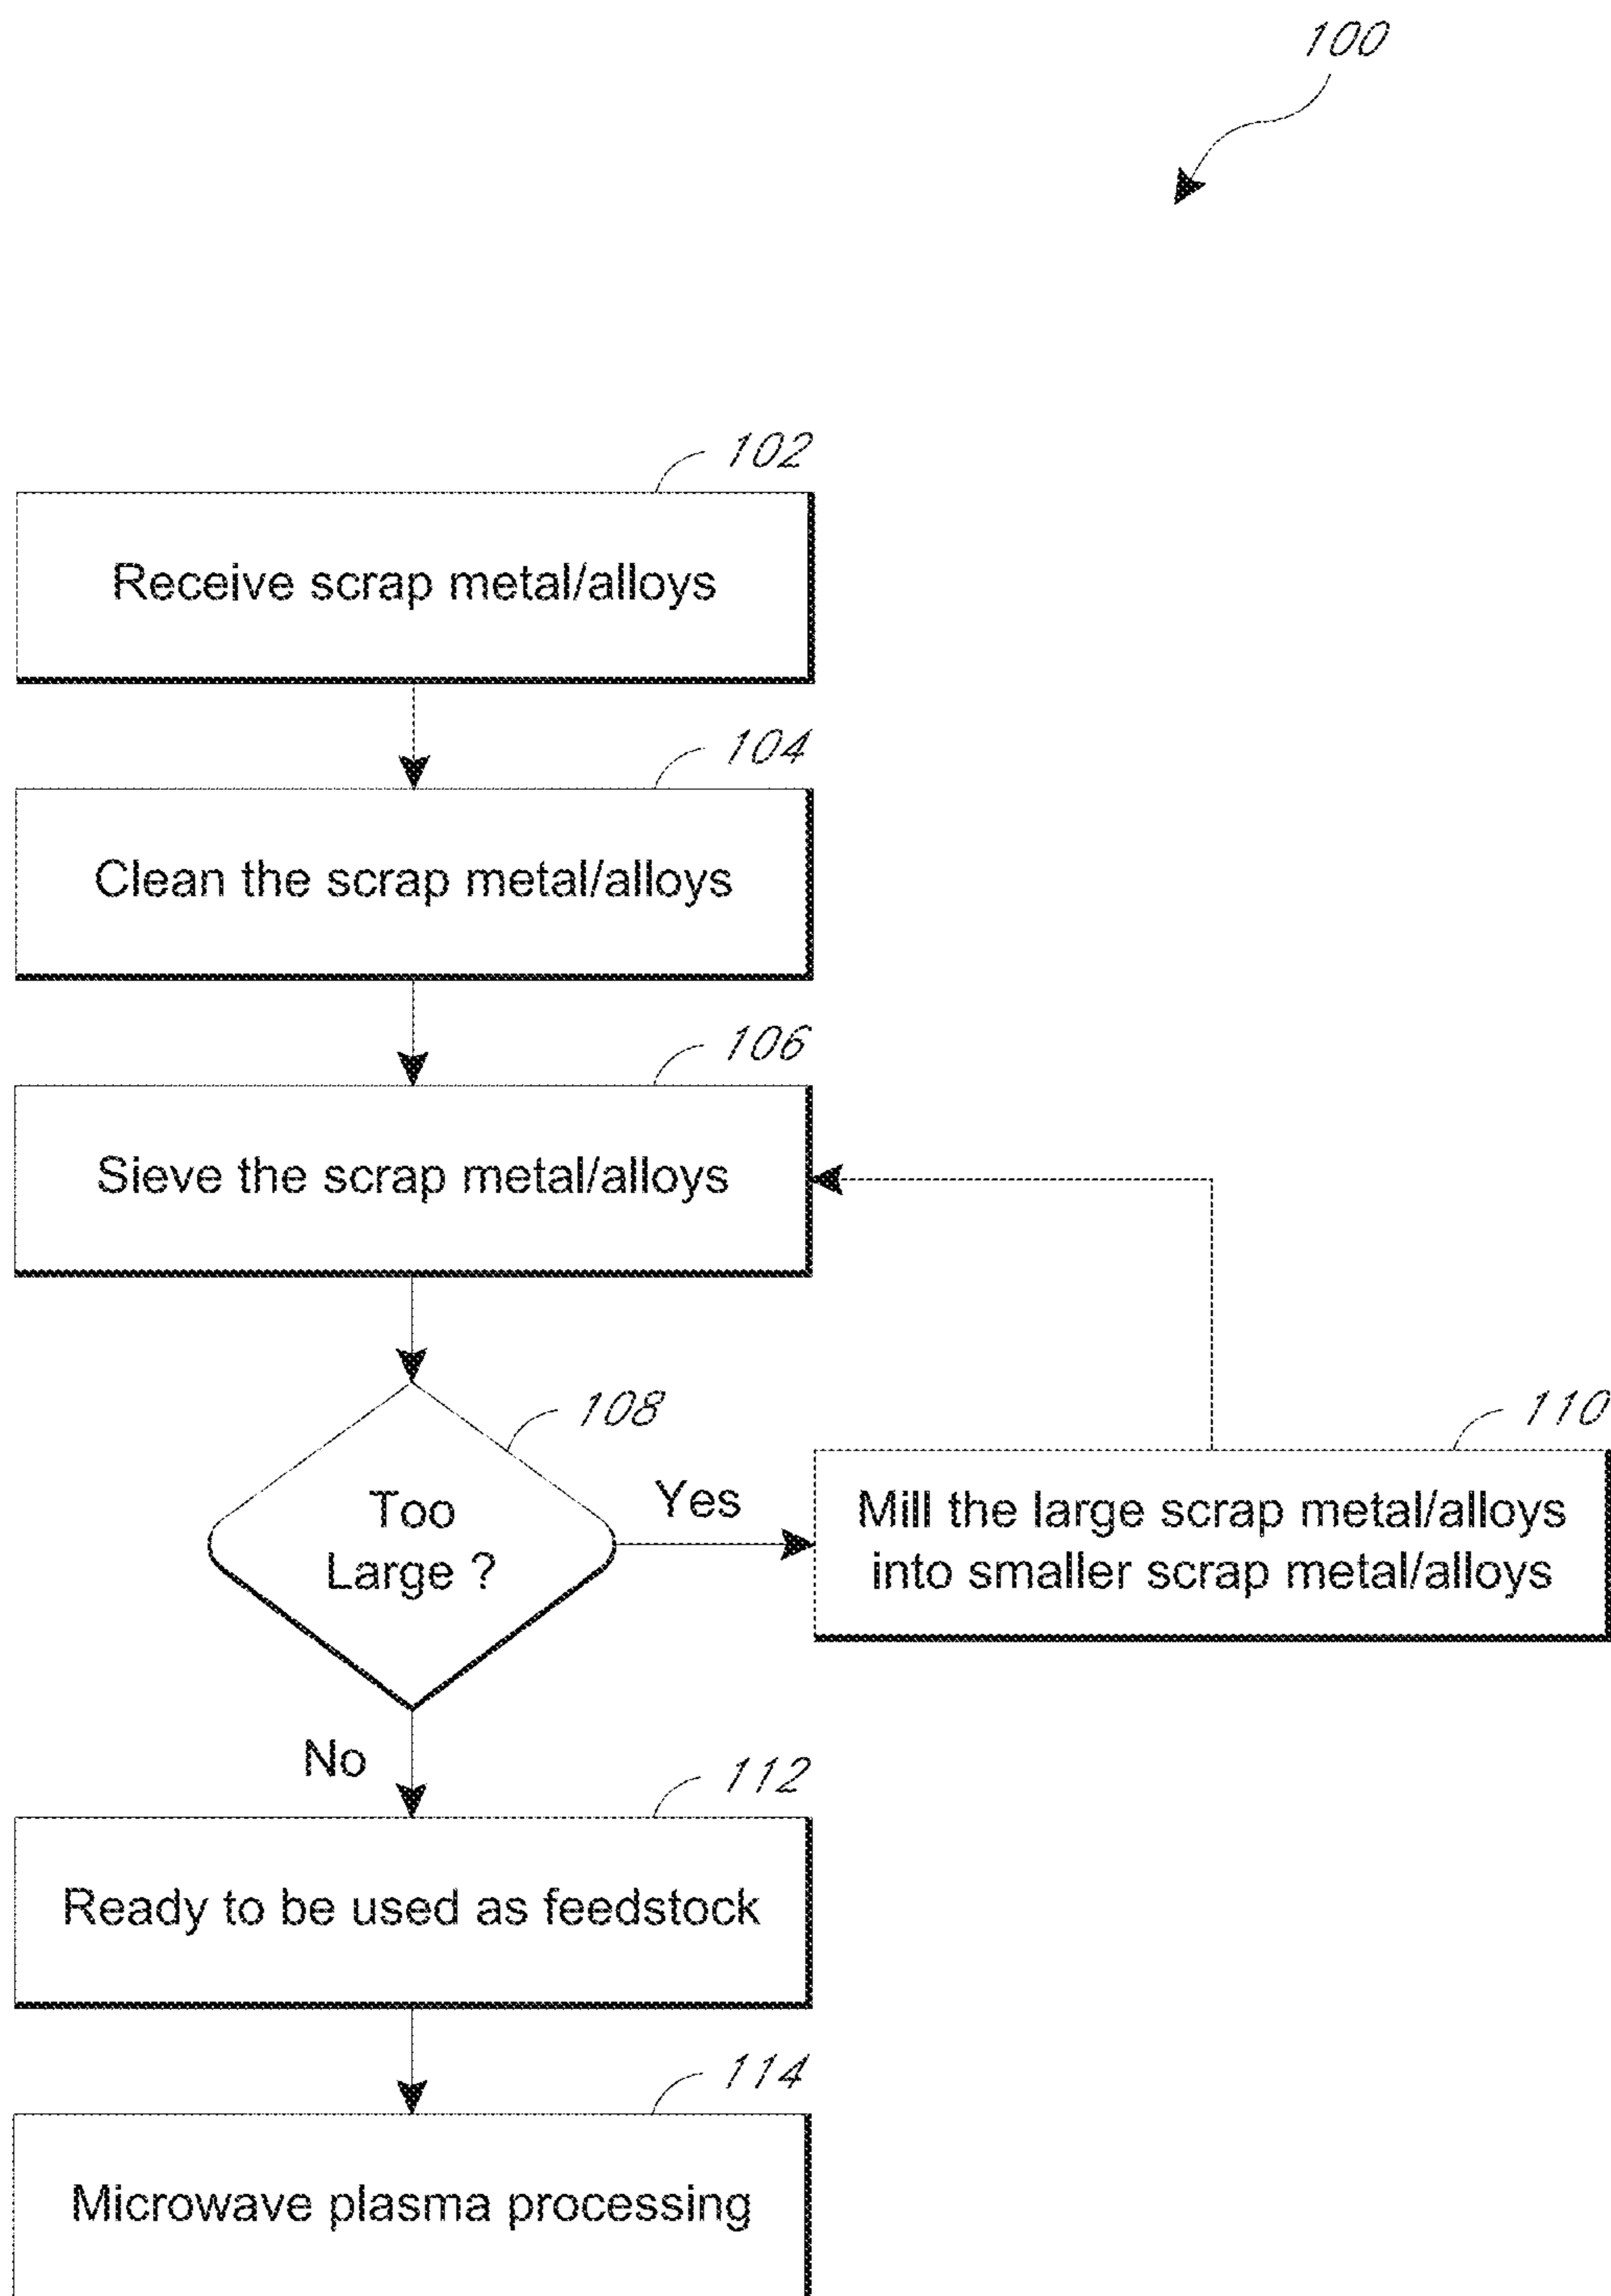 100
102
Receive scrap metal/alloys
104
Clean the scrap metal/alloys
106
Sieve the scrap metal/alloys
108
Too
Large ?
Yes
110
Mill the large scrap metal/alloys
into smaller scrap metal/alloys
No
112
Ready to be used as feedstock
114
Microwave plasma processing